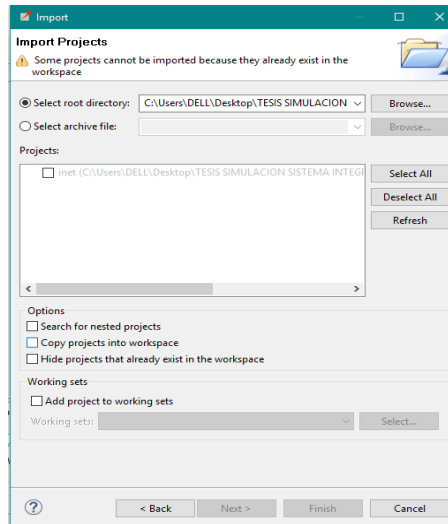 Import
Import Projects
Some projects cannot be imported because they already exist in the
workspace
Select root directory: C:\Users\DELL\Desktop\TESIS SIMULACION Browse...
Select archive file: Browse...
Projects:
inet (C:\Users\DELL\Desktop\TESIS SIMULACION SISTEMA INTEG
Select All
Deselect All
Refresh
Options
Search for nested projects
Copy projects into workspace
Hide projects that already exist in the workspace
Working sets
Add project to working sets
Working sets: Select...
? < Back Next > Finish Cancel